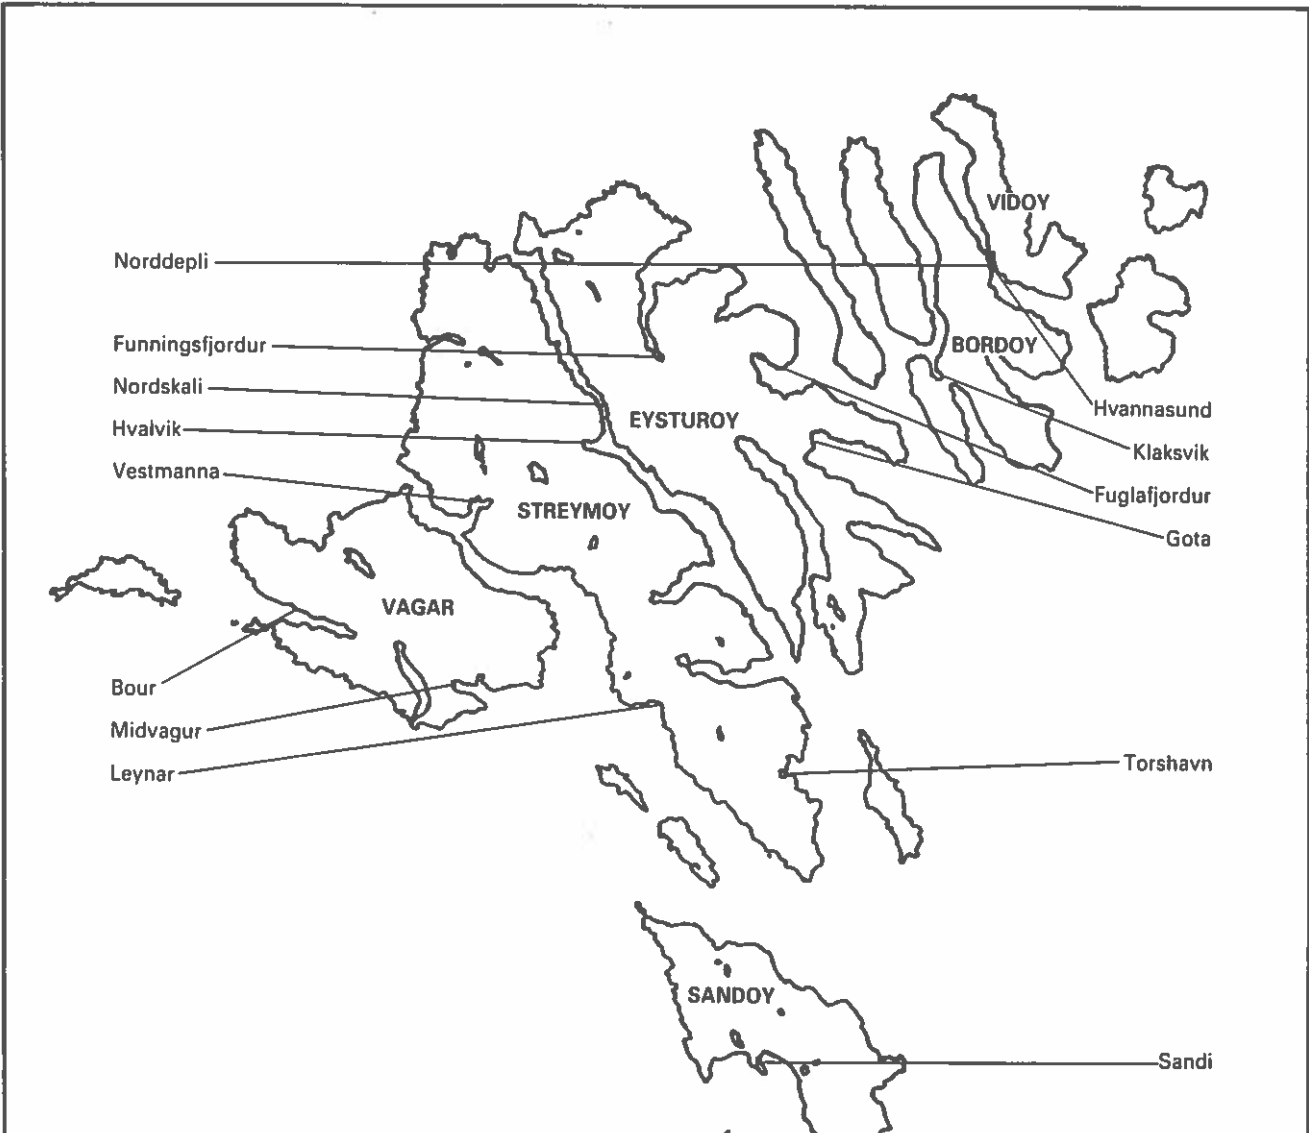 VIDOY
Norddepli
Funningsfjordur
BORDOY
Nordskali
Hvannasund
EYSTUROY
Hvalvik
Klaksvik
Vestmanna
Fuglafjordur
STREYMOY
Gota
VAGAR
Bour
Midvagur
Leynar
Torshavn
SANDOY
Sandi